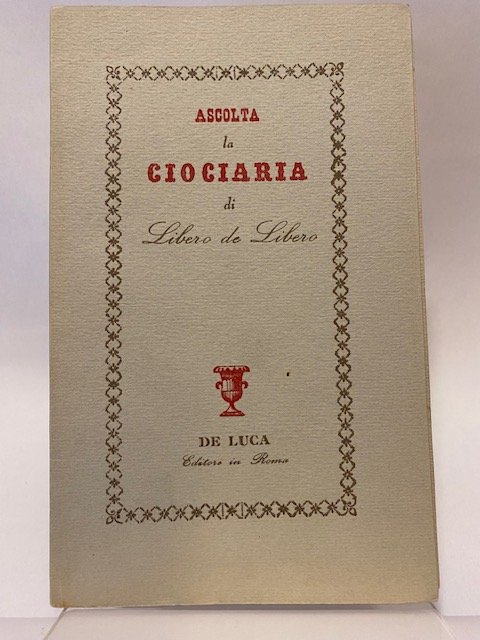 ASCOLTA
la
CIOCIARIA
di
Libero de Libero
DE LUCA
Editore in Roma